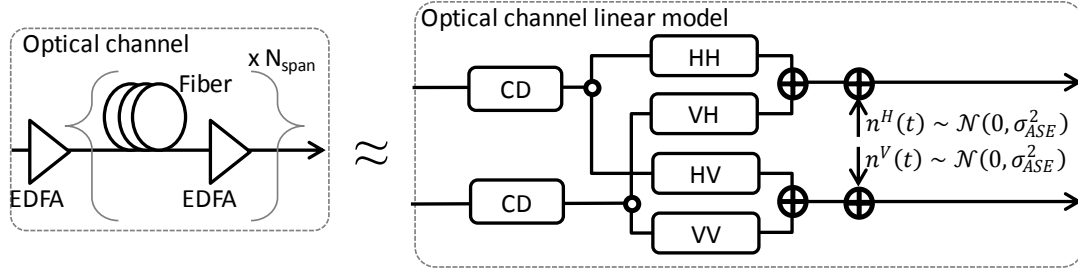 Optical channel
x N_span
Fiber
EDFA
EDFA
≈
Optical channel linear model
CD
HH
VH
n^H(t) ~ 𝒩(0, σ²_ASE)
n^V(t) ~ 𝒩(0, σ²_ASE)
HV
CD
VV